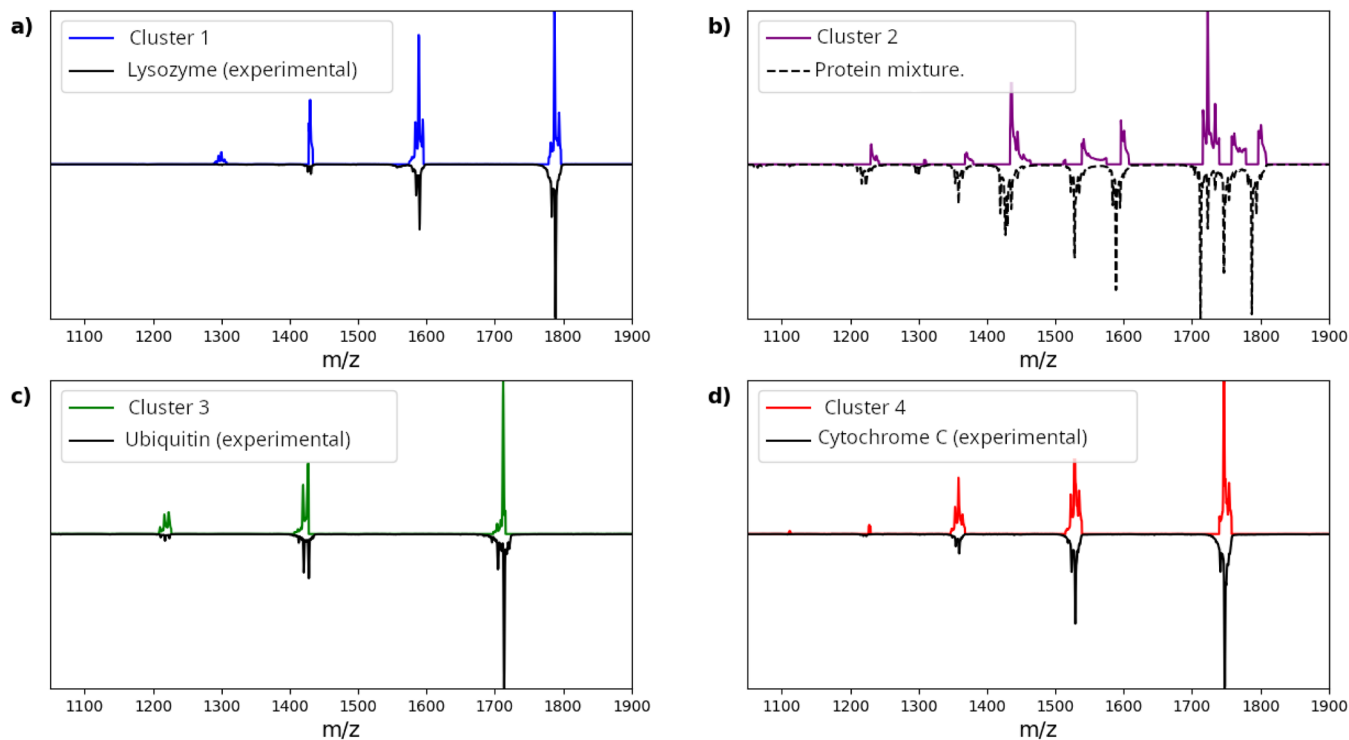 a)
Cluster 1
Lysozyme (experimental)
1100 1200 1300 1400 1500 1600 1700 1800 1900
m/z
b)
Cluster 2
Protein mixture.
1100 1200 1300 1400 1500 1600 1700 1800 1900
m/z
c)
Cluster 3
Ubiquitin (experimental)
1100 1200 1300 1400 1500 1600 1700 1800 1900
m/z
d)
Cluster 4
Cytochrome C (experimental)
1100 1200 1300 1400 1500 1600 1700 1800 1900
m/z